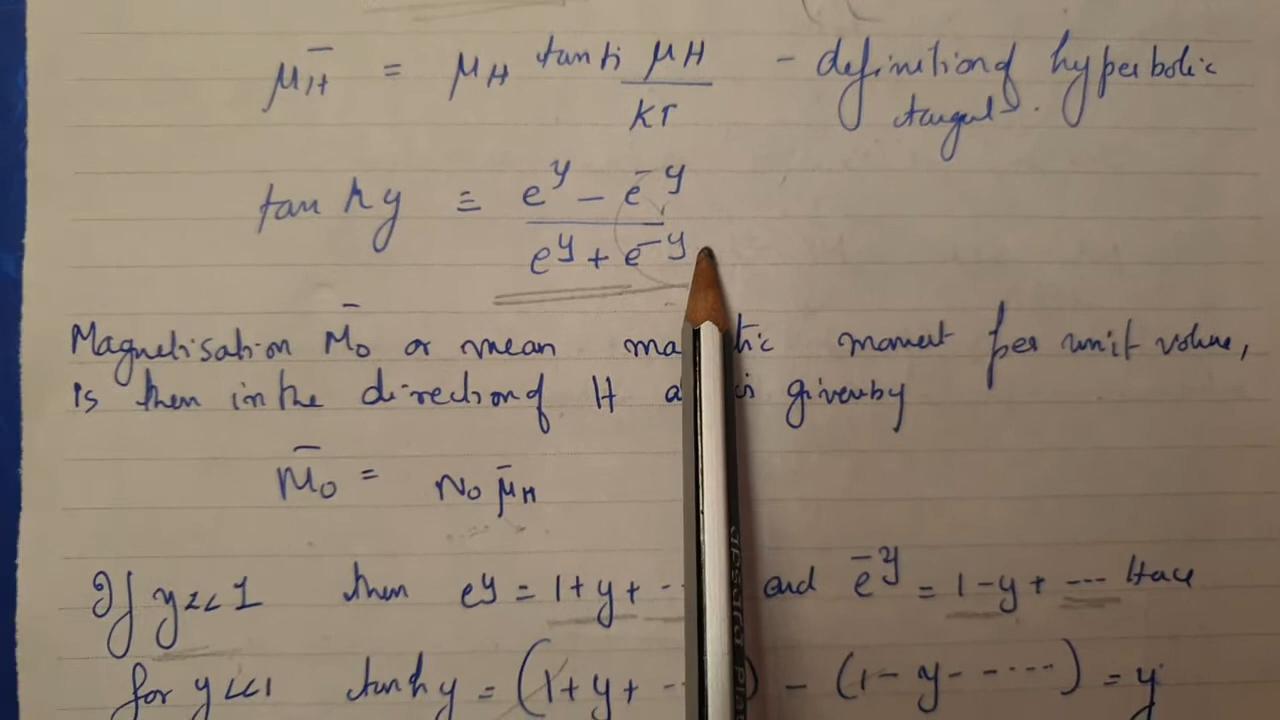 μ̄H = μH tanh μH/kT - definition of hyperbolic
tangent.
tanh y ≡ (e^y - e^-y)/(e^y + e^-y)
Magnetisation M̄o or mean ma tic moment per unit volume,
is then in the direction of H a is given by
M̄o = No μ̄H
If y<<1 then e^y = 1+y+ -- and e^-y = 1-y+ ---- Hence
for y<<1 tanh y = (1+y+ -- ) - (1- y------) = y